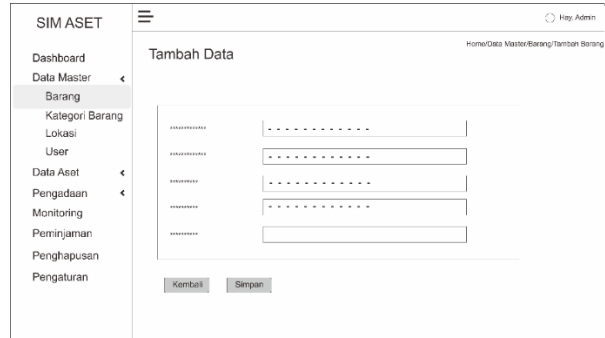 SIM ASET
Hay, Admin
Home/Data Master/Barang/Tambah Barang
Tambah Data
Dashboard
Data Master
Barang
Kategori Barang
Lokasi
User
Data Aset
Pengadaan
Monitoring
Peminjaman
Penghapusan
Pengaturan
************* - - - - - - - - - - - -
************* - - - - - - - - - - - -
********** - - - - - - - - - - - -
********** - - - - - - - - - - - -
**********
Kembali Simpan